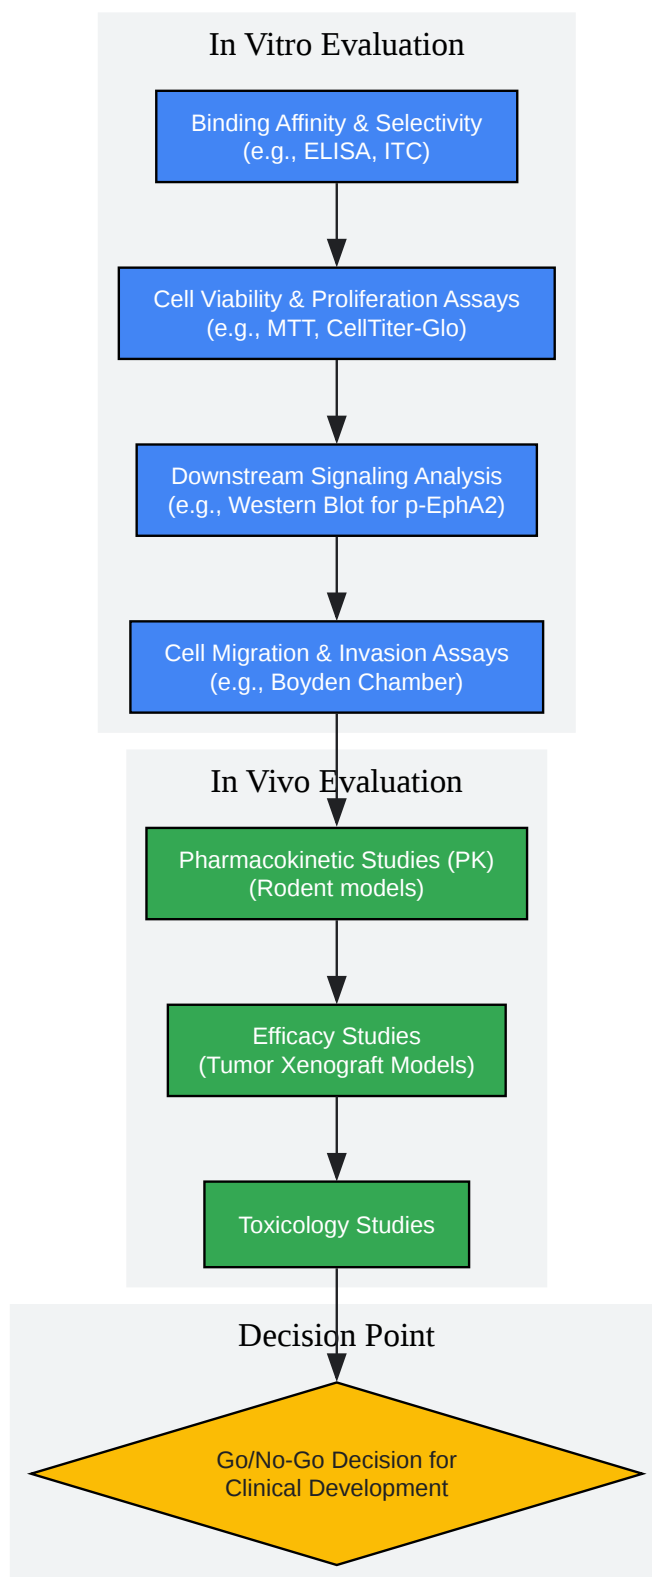 In Vitro Evaluation
Binding Affinity & Selectivity
(e.g., ELISA, ITC)
Cell Viability & Proliferation Assays
(e.g., MTT, CellTiter-Glo)
Downstream Signaling Analysis
(e.g., Western Blot for p-EphA2)
Cell Migration & Invasion Assays
(e.g., Boyden Chamber)
In Vivo Evaluation
Pharmacokinetic Studies (PK)
(Rodent models)
Efficacy Studies
(Tumor Xenograft Models)
Toxicology Studies
Decision Point
Go/No-Go Decision for
Clinical Development